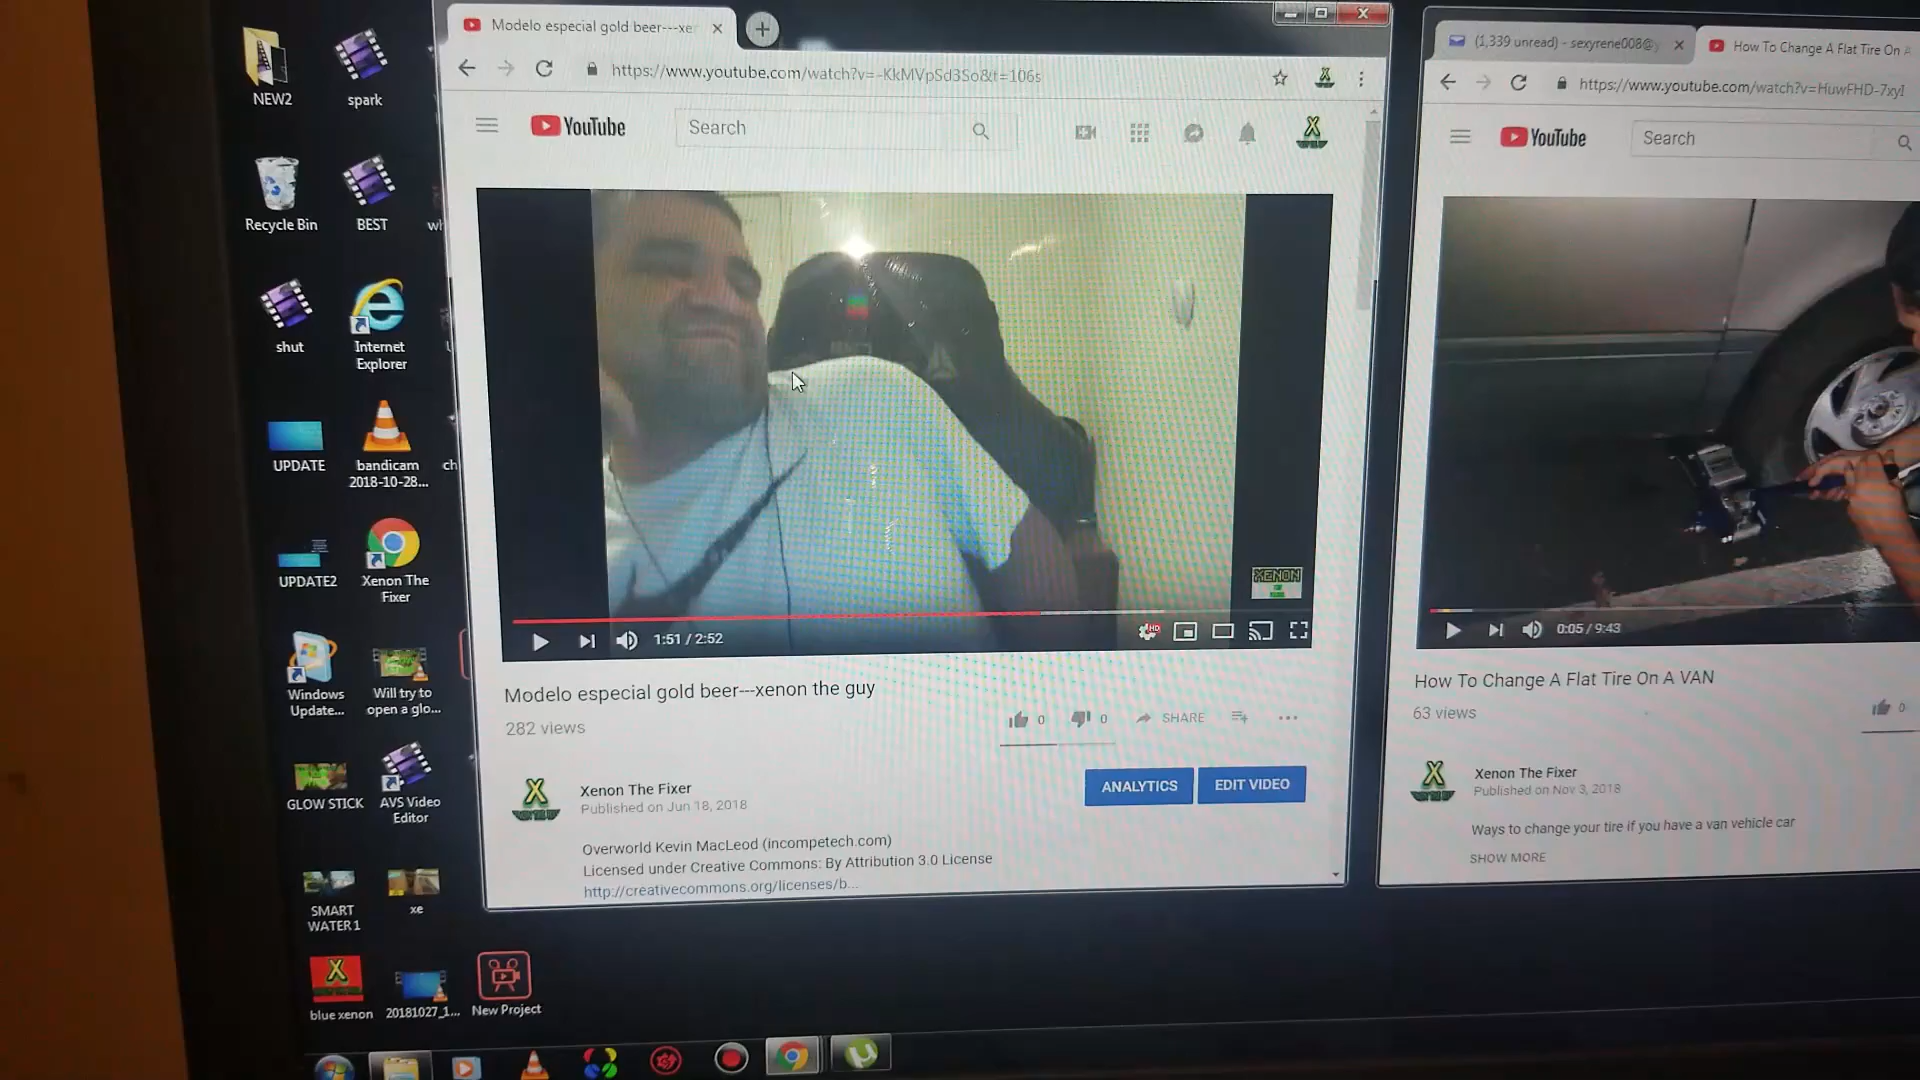 NEW2
spark
Recycle Bin
BEST
shut
Internet
Explorer
UPDATE
bandicam
2018-10-28...
ch
UPDATE2
Xenon The
Fixer
Windows
Update...
Will try to
open a glo...
GLOW STICK
AVS Video
Editor
SMART
WATER1
xe
blue xenon
20181027_1...
New Project
Modelo especial gold beer---xe
https://www.youtube.com/watch?v=-KkMVpSd3So&t=106s
YouTube
Search
XENON
1:51 / 2:52
HD
Modelo especial gold beer---xenon the guy
282 views
0
0
SHARE
Xenon The Fixer
Published on Jun 18, 2018
ANALYTICS
EDIT VIDEO
Overworld Kevin MacLeod (incompetech.com)
Licensed under Creative Commons: By Attribution 3.0 License
http://creativecommons.org/licenses/b...
(1,339 unread) - sexyrene008@
How To Change A Flat Tire On A
https://www.youtube.com/watch?v=HuwFHD-7xyI
YouTube
Search
0:05 / 9:43
How To Change A Flat Tire On A VAN
63 views
0
Xenon The Fixer
Published on Nov 3, 2018
Ways to change your tire if you have a van vehicle car
SHOW MORE